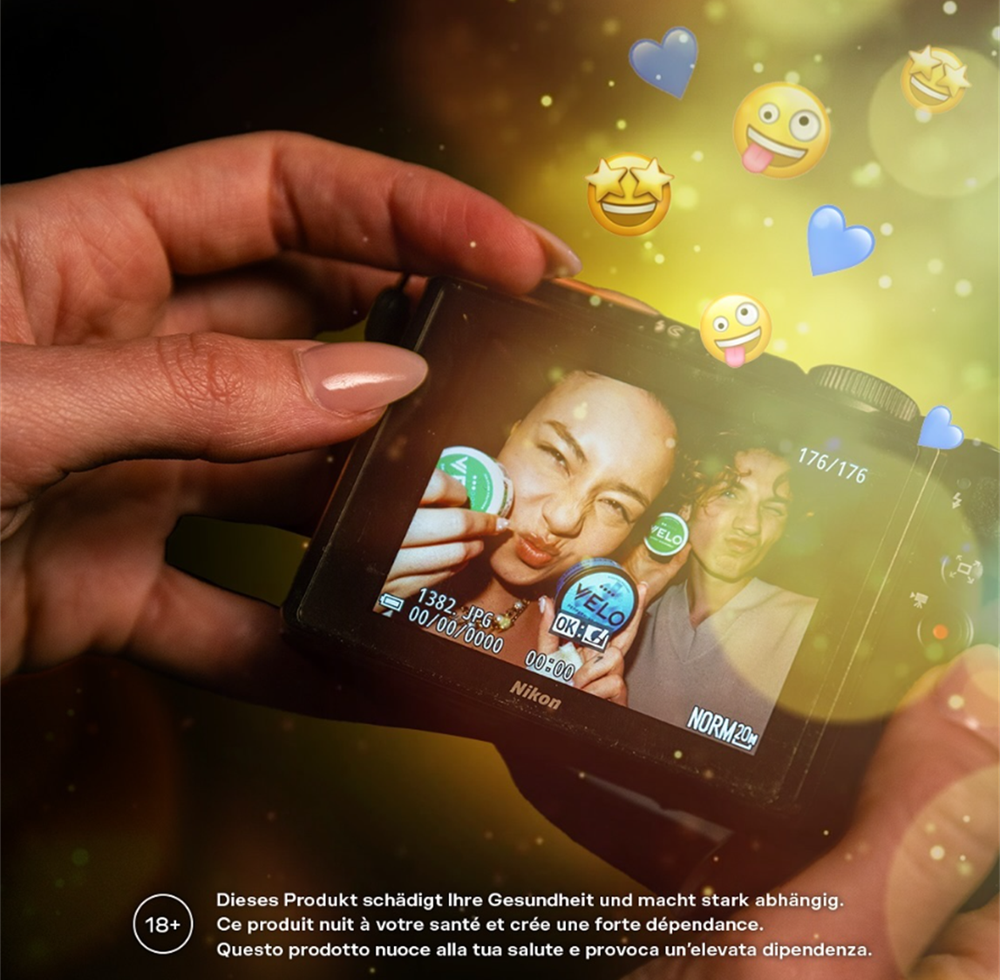 176/176
VELO
VELO
1382. JPG
00/00/0000
OK:
00:00
Nikon
NORM 20M
18+
Dieses Produkt schädigt Ihre Gesundheit und macht stark abhängig.
Ce produit nuit à votre santé et crée une forte dépendance.
Questo prodotto nuoce alla tua salute e provoca un'elevata dipendenza.